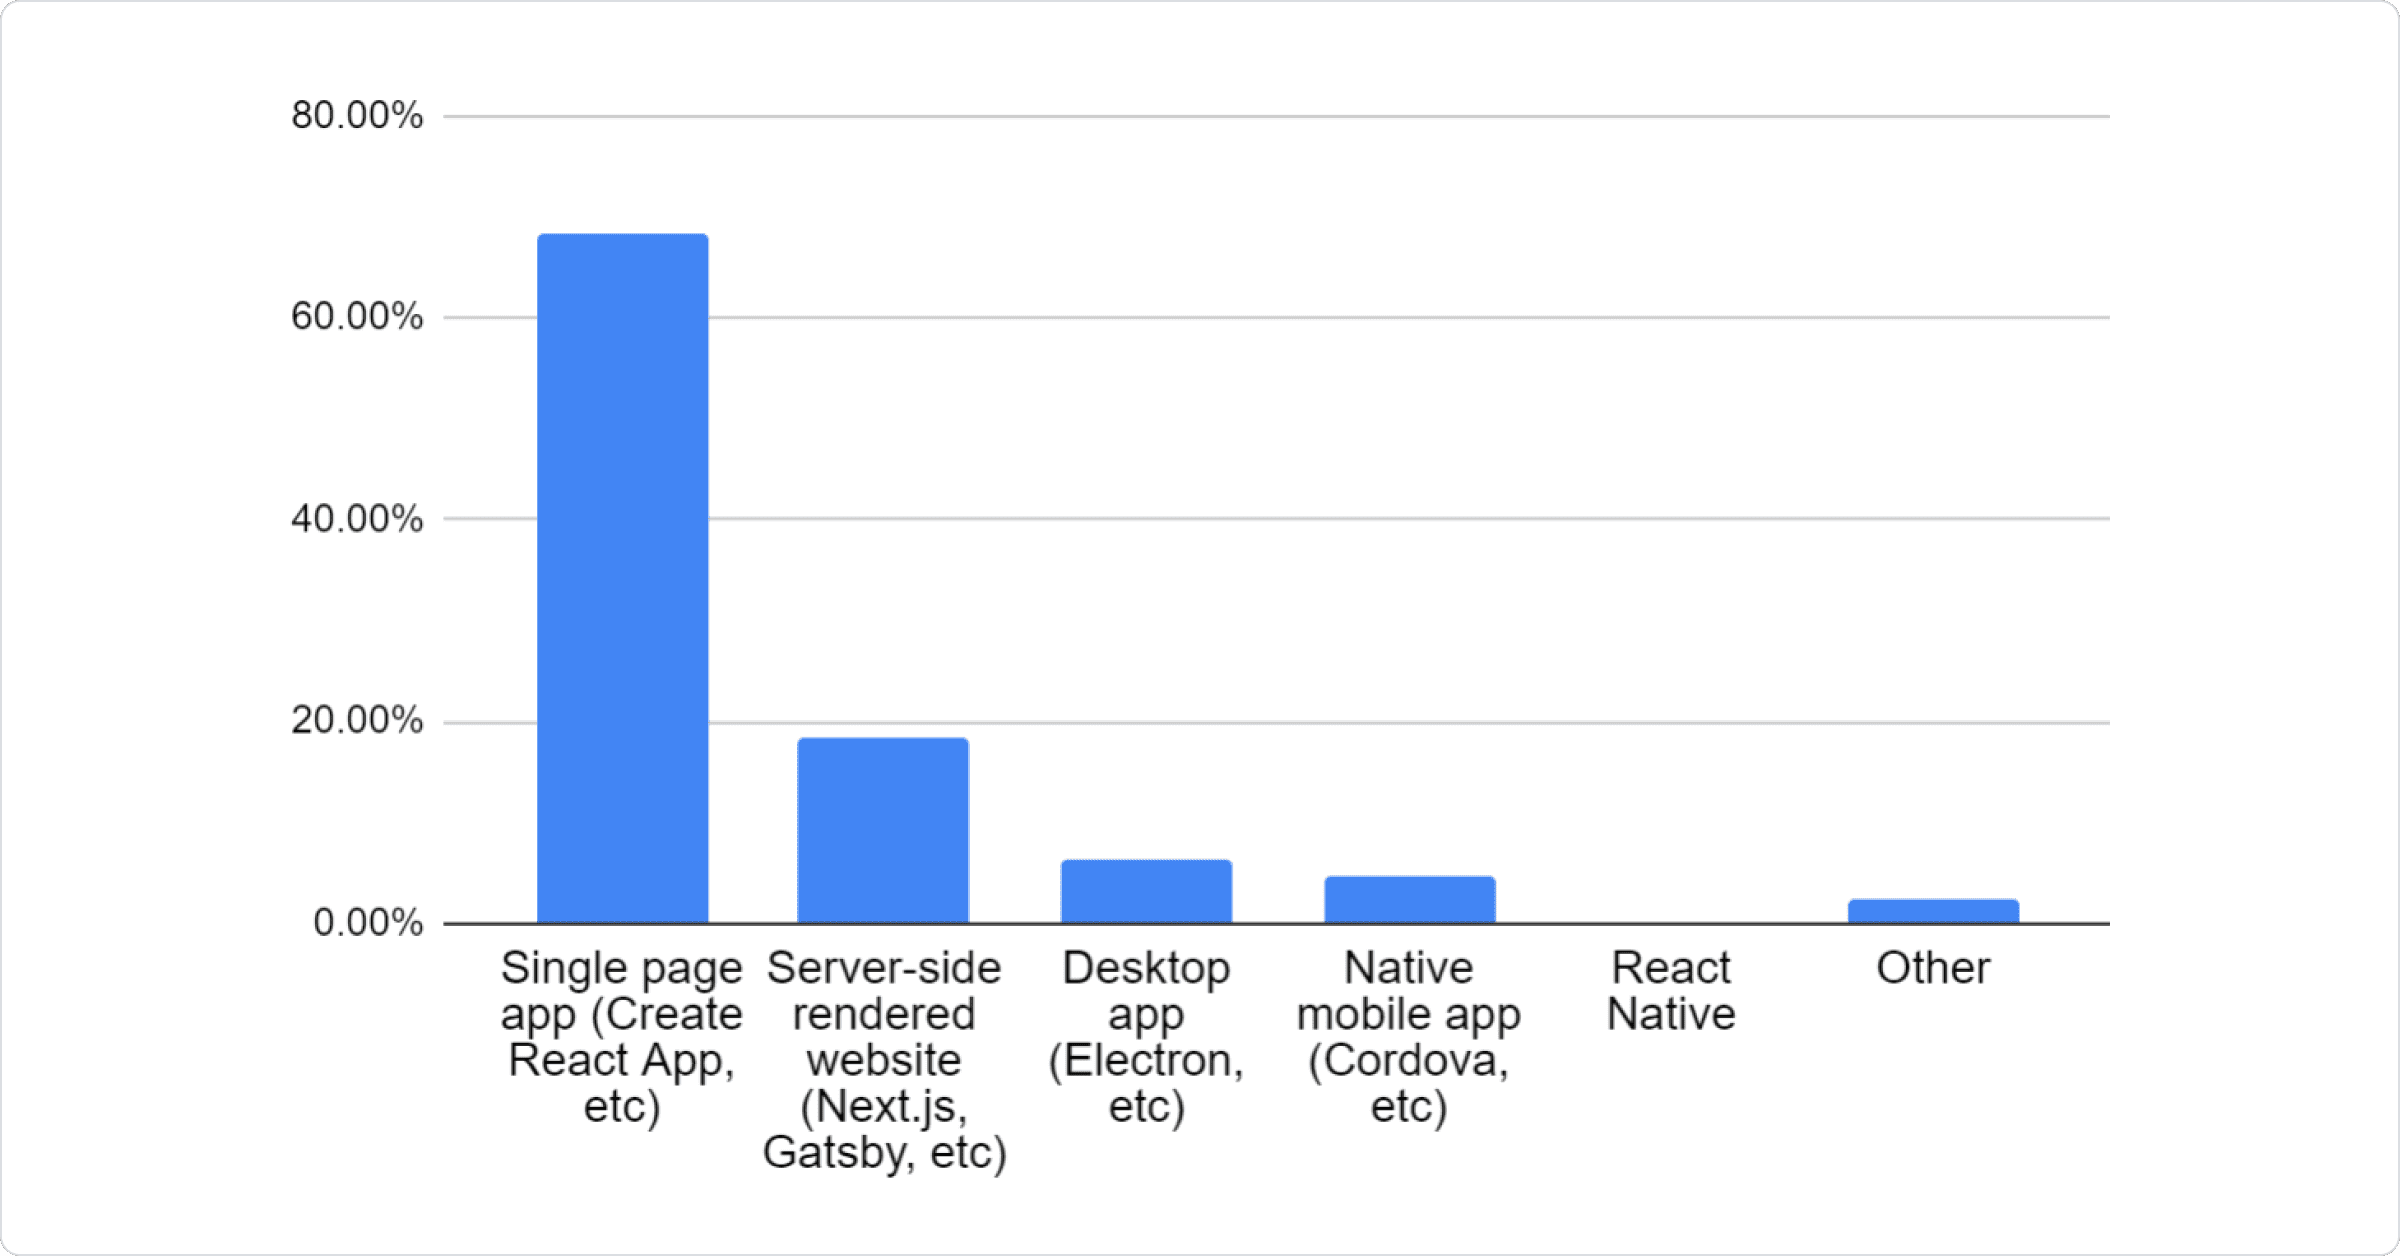 80.00%
60.00%
40.00%
20.00%
0.00%
Single page
app (Create
React App,
etc)
Server-side
rendered
website
(Next.js,
Gatsby, etc)
Desktop
app
(Electron,
etc)
Native
mobile app
(Cordova,
etc)
React
Native
Other